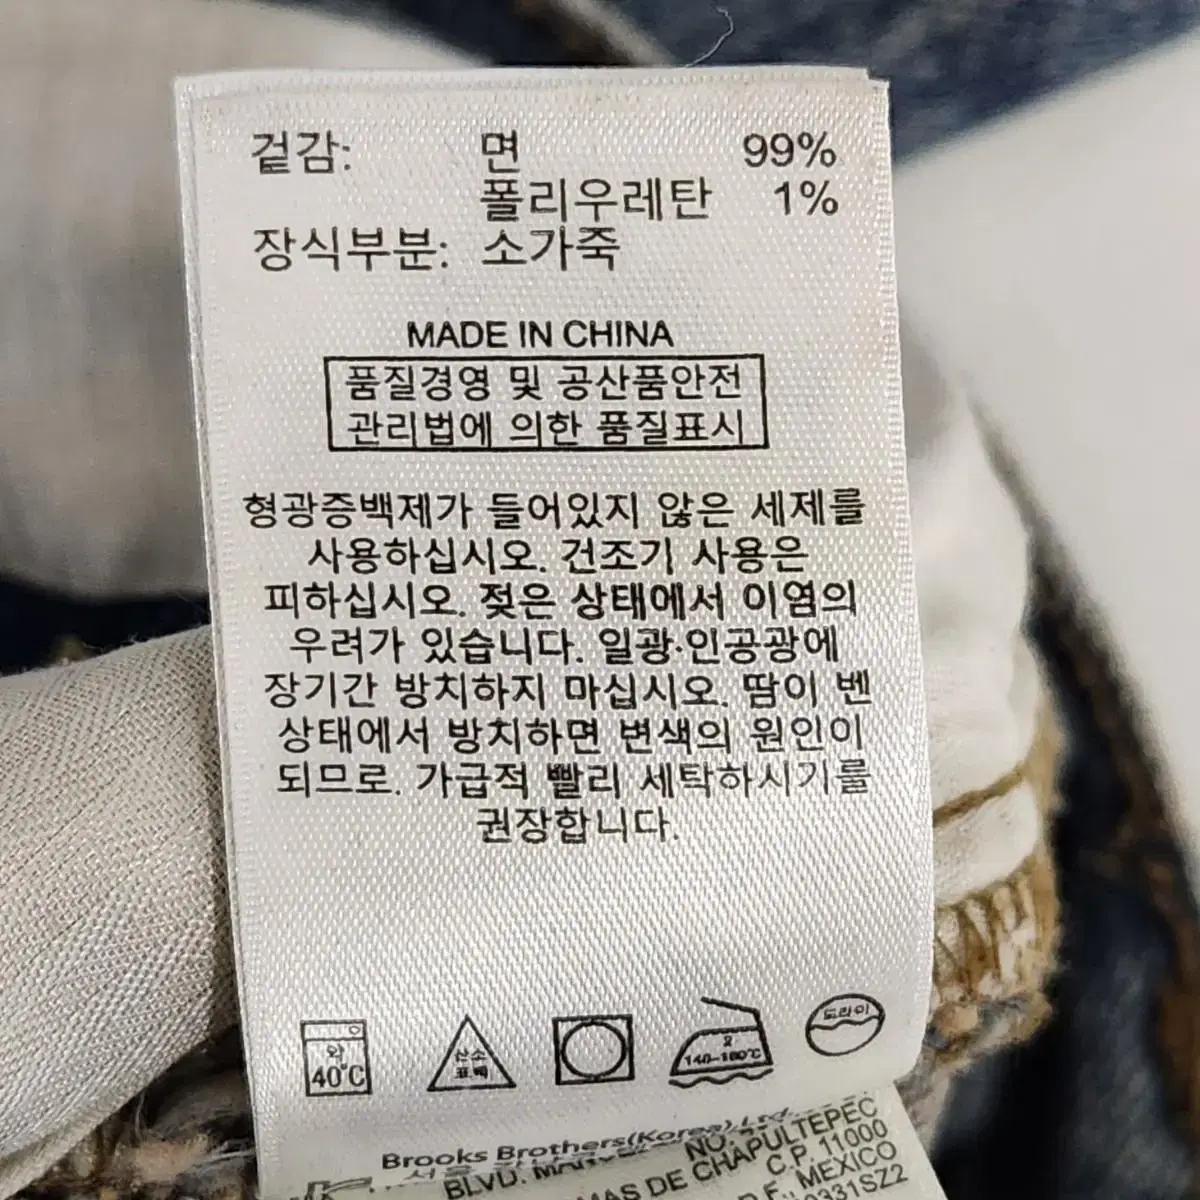 겉감: 면 99%
폴리우레탄 1%
장식부분: 소가죽
MADE IN CHINA
품질경영 및 공산품안전
관리법에 의한 품질표시
형광증백제가 들어있지 않은 세제를
사용하십시오. 건조기 사용은
피하십시오. 젖은 상태에서 이염의
우려가 있습니다. 일광·인공광에
장기간 방치하지 마십시오. 땀이 벤
상태에서 방치하면 변색의 원인이
되므로. 가급적 빨리 세탁하시기를
권장합니다.
약
40℃
산소
표백
2
140~160℃
드라이
Brooks Brothers(Korea) Ltd.
BLVD.
NO.
MAS DE CHAPULTEPEC
C.P. 11000
D.F. MEXICO
0331SZ2